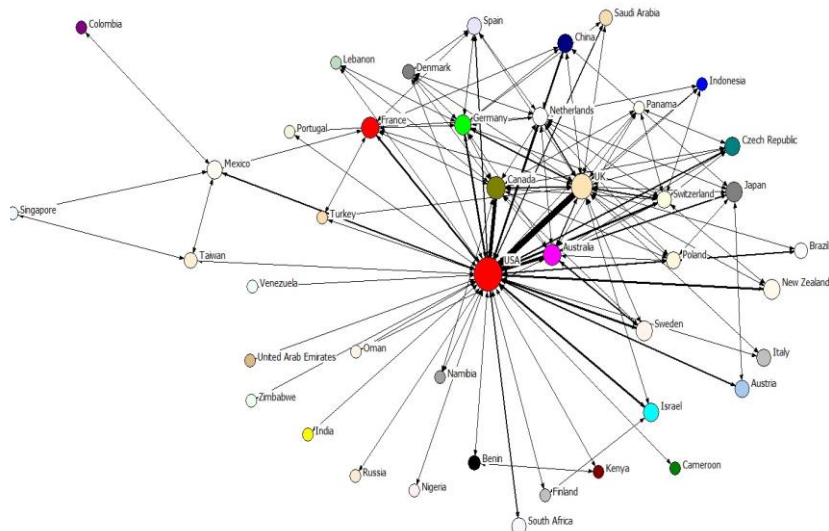 Colombia
Spain
Saudi Arabia
China
Lebanon
Denmark
Indonesia
Netherlands
Panama
Portugal
France
Germany
Czech Republic
Mexico
Canada
UK
Switzerland
Japan
Singapore
Turkey
Taiwan
USA
Australia
Poland
Brazil
Venezuela
New Zealand
Sweden
United Arab Emirates
Oman
Italy
Namibia
Austria
Zimbabwe
Israel
India
Russia
Nigeria
Benin
Kenya
Cameroon
Finland
South Africa